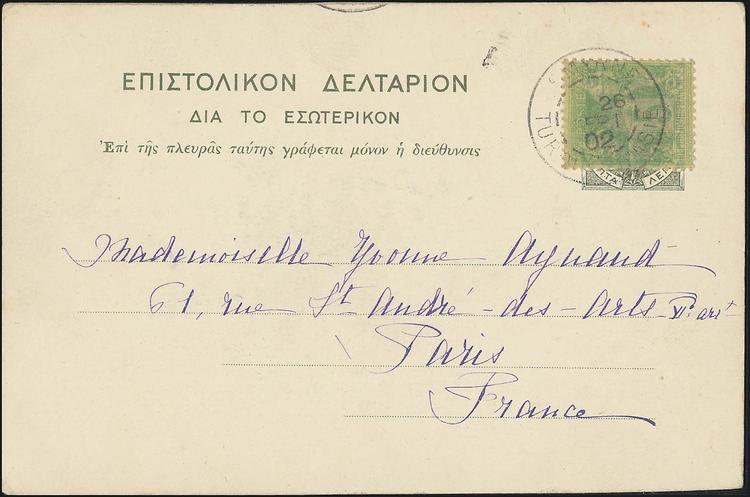 ΕΠΙΣΤΟΛΙΚΟΝ ΔΕΛΤΑΡΙΟΝ
ΔΙΑ ΤΟ ΕΣΩΤΕΡΙΚΟΝ
Ἐπὶ τῆς πλευρᾶς ταύτης γράφεται μόνον ἡ διεύθυνσις
26
02
Mademoiselle Yvonne Aynaud
61, rue St André-des-Arts - VIe arrt
Paris
France